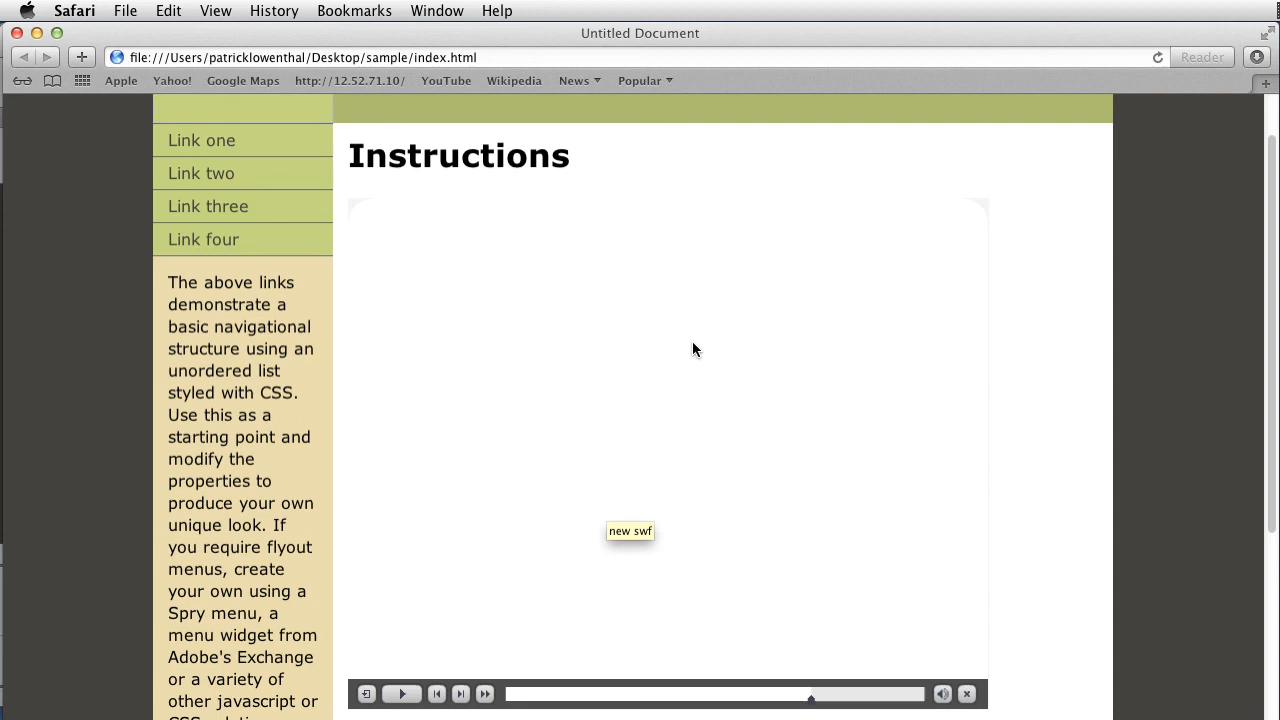 Safari File Edit View History Bookmarks Window Help
Untitled Document
file:///Users/patricklowenthal/Desktop/sample/index.html
Reader
Apple Yahoo! Google Maps http://12.52.71.10/ YouTube Wikipedia News Popular
Link one
Link two
Link three
Link four
The above links
demonstrate a
basic navigational
structure using an
unordered list
styled with CSS.
Use this as a
starting point and
modify the
properties to
produce your own
unique look. If
you require flyout
menus, create
your own using a
Spry menu, a
menu widget from
Adobe's Exchange
or a variety of
other javascript or
Instructions
new swf